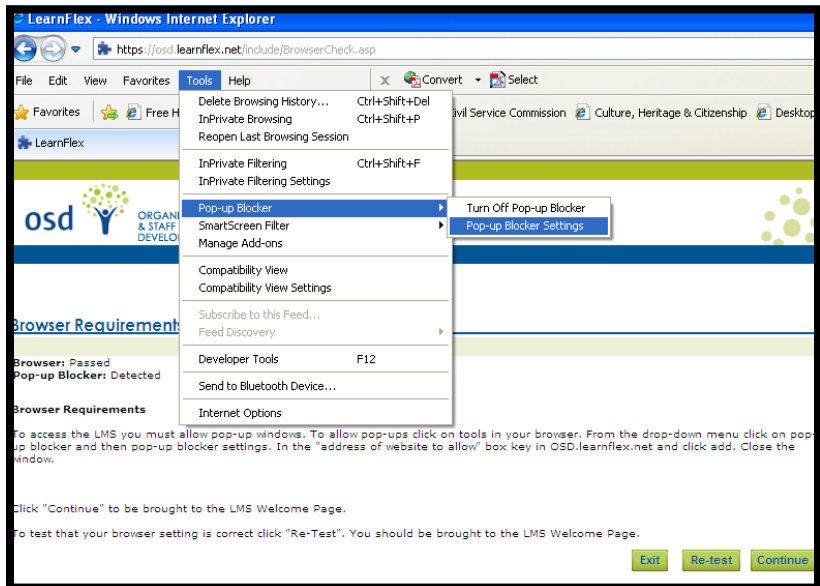 LearnFlex - Windows Internet Explorer
https://osd.learnflex.net/include/BrowserCheck.asp
File Edit View Favorites Tools Help x Convert Select
Favorites Free H ivil Service Commission Culture, Heritage & Citizenship Desktop
LearnFlex
Delete Browsing History... Ctrl+Shift+Del
InPrivate Browsing Ctrl+Shift+P
Reopen Last Browsing Session
InPrivate Filtering Ctrl+Shift+F
InPrivate Filtering Settings
Pop-up Blocker
SmartScreen Filter
Manage Add-ons
Compatibility View
Compatibility View Settings
Subscribe to this Feed...
Feed Discovery
Developer Tools F12
Send to Bluetooth Device...
Internet Options
Turn Off Pop-up Blocker
Pop-up Blocker Settings
osd
ORGANI
& STAFF
DEVELO
Browser Requirements
Browser: Passed
Pop-up Blocker: Detected
Browser Requirements
To access the LMS you must allow pop-up windows. To allow pop-ups click on tools in your browser. From the drop-down menu click on pop-
up blocker and then pop-up blocker settings. In the "address of website to allow" box key in OSD.learnflex.net and click add. Close the
window.
Click "Continue" to be brought to the LMS Welcome Page.
To test that your browser setting is correct click "Re-Test". You should be brought to the LMS Welcome Page.
Exit Re-test Continue